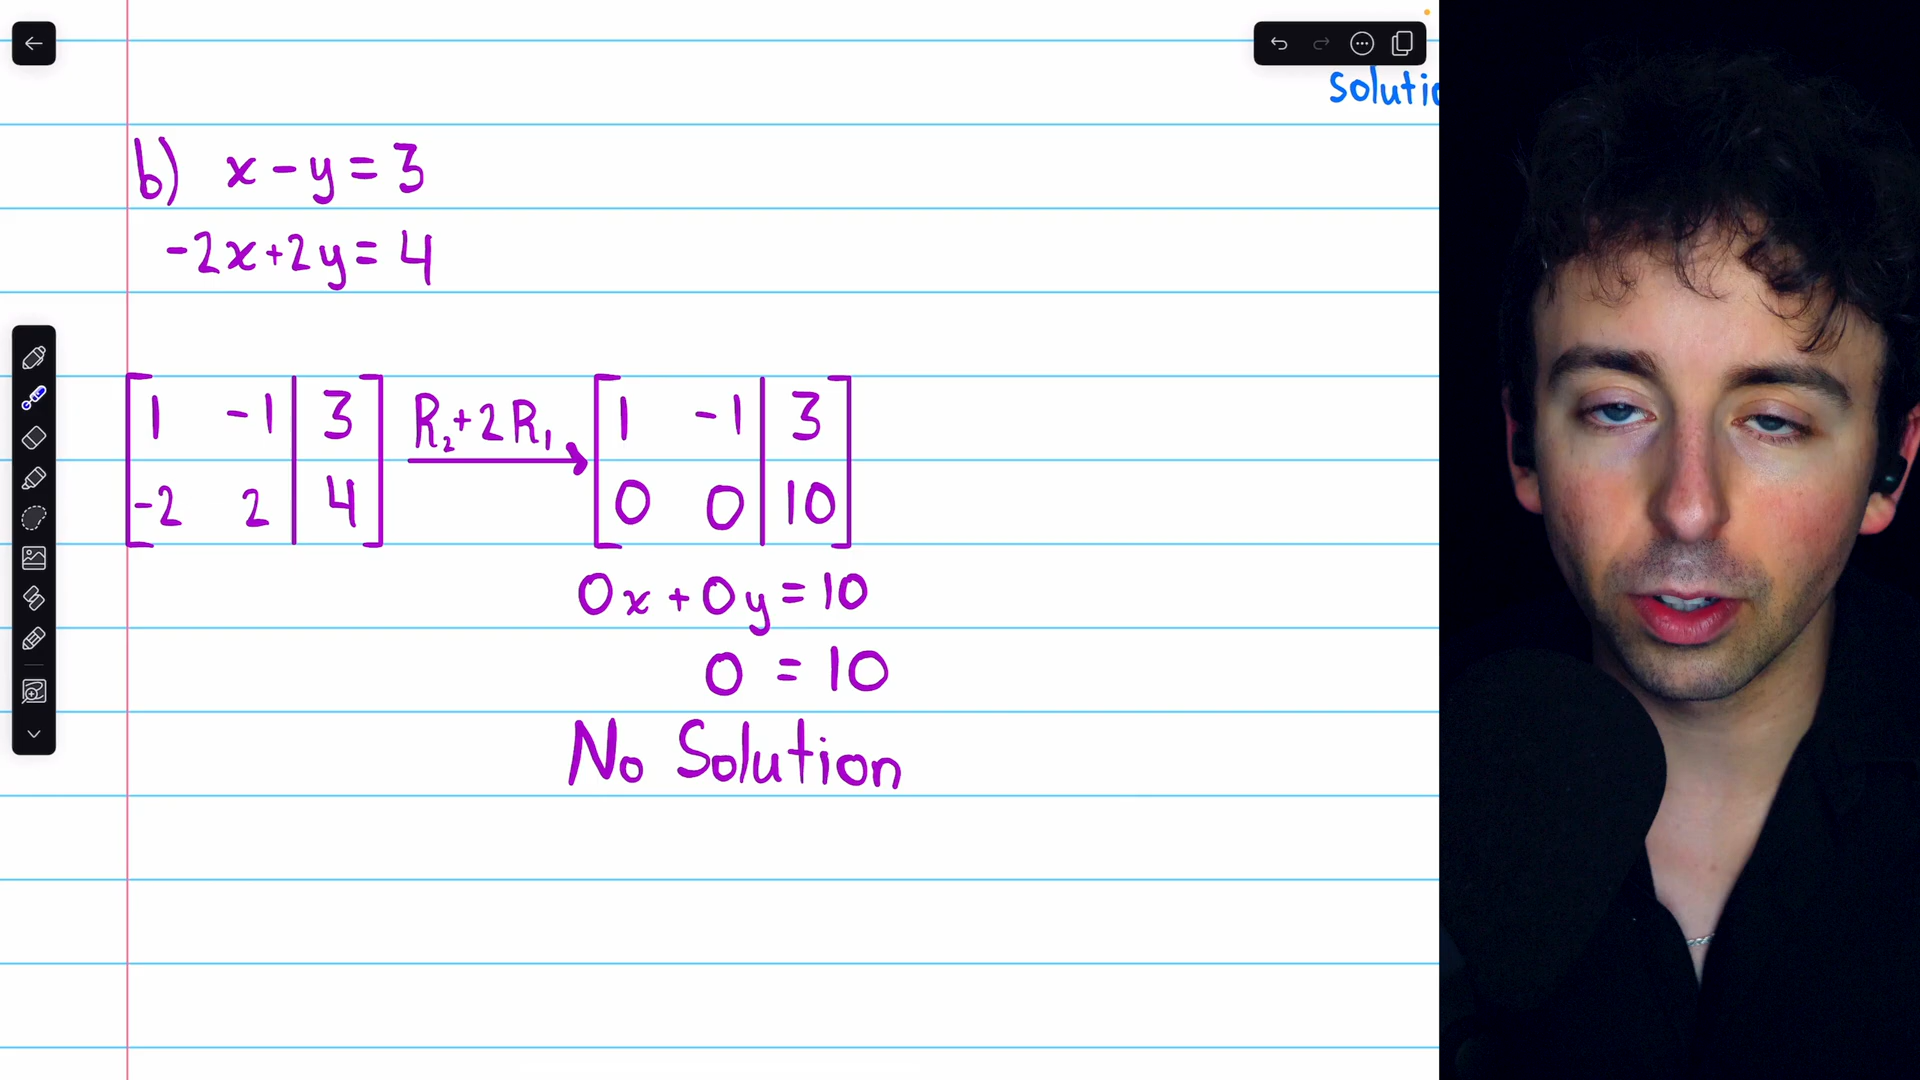 soluti
b) x - y = 3
-2x+2y = 4
[1 -1 | 3] R₂+2R₁ → [1 -1 | 3]
[-2 2 | 4] [0 0 | 10]
0x + 0y = 10
0 = 10
No Solution